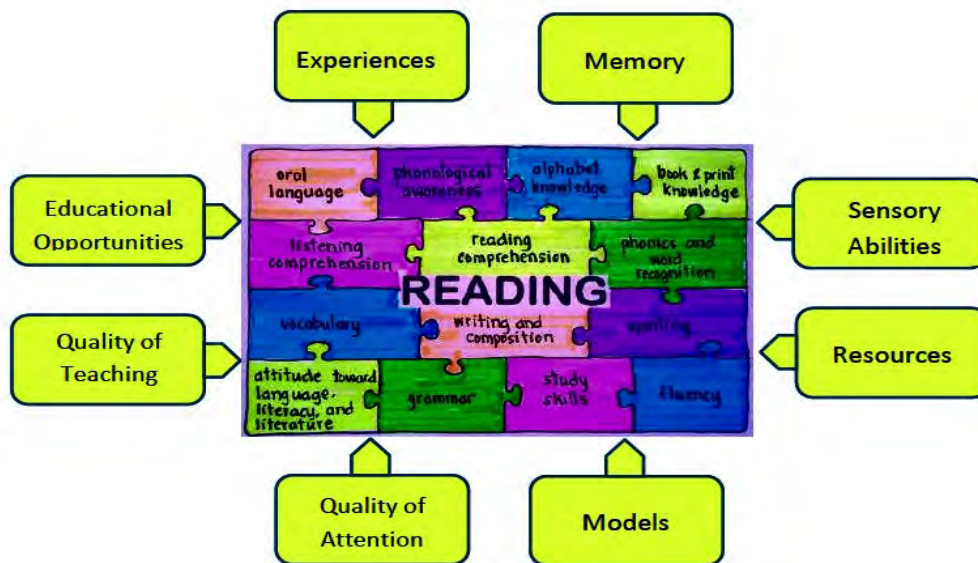 Experiences
Memory
Educational
Opportunities
Sensory
Abilities
Quality of
Teaching
Resources
Quality of
Attention
Models
oral
language
phonological
awareness
alphabet
knowledge
book & print
knowledge
listening
comprehension
reading
comprehension
phonics and
word
recognition
READING
vocabulary
writing and
composition
spelling
attitude toward
language,
literacy, and
literature
grammar
study
skills
fluency